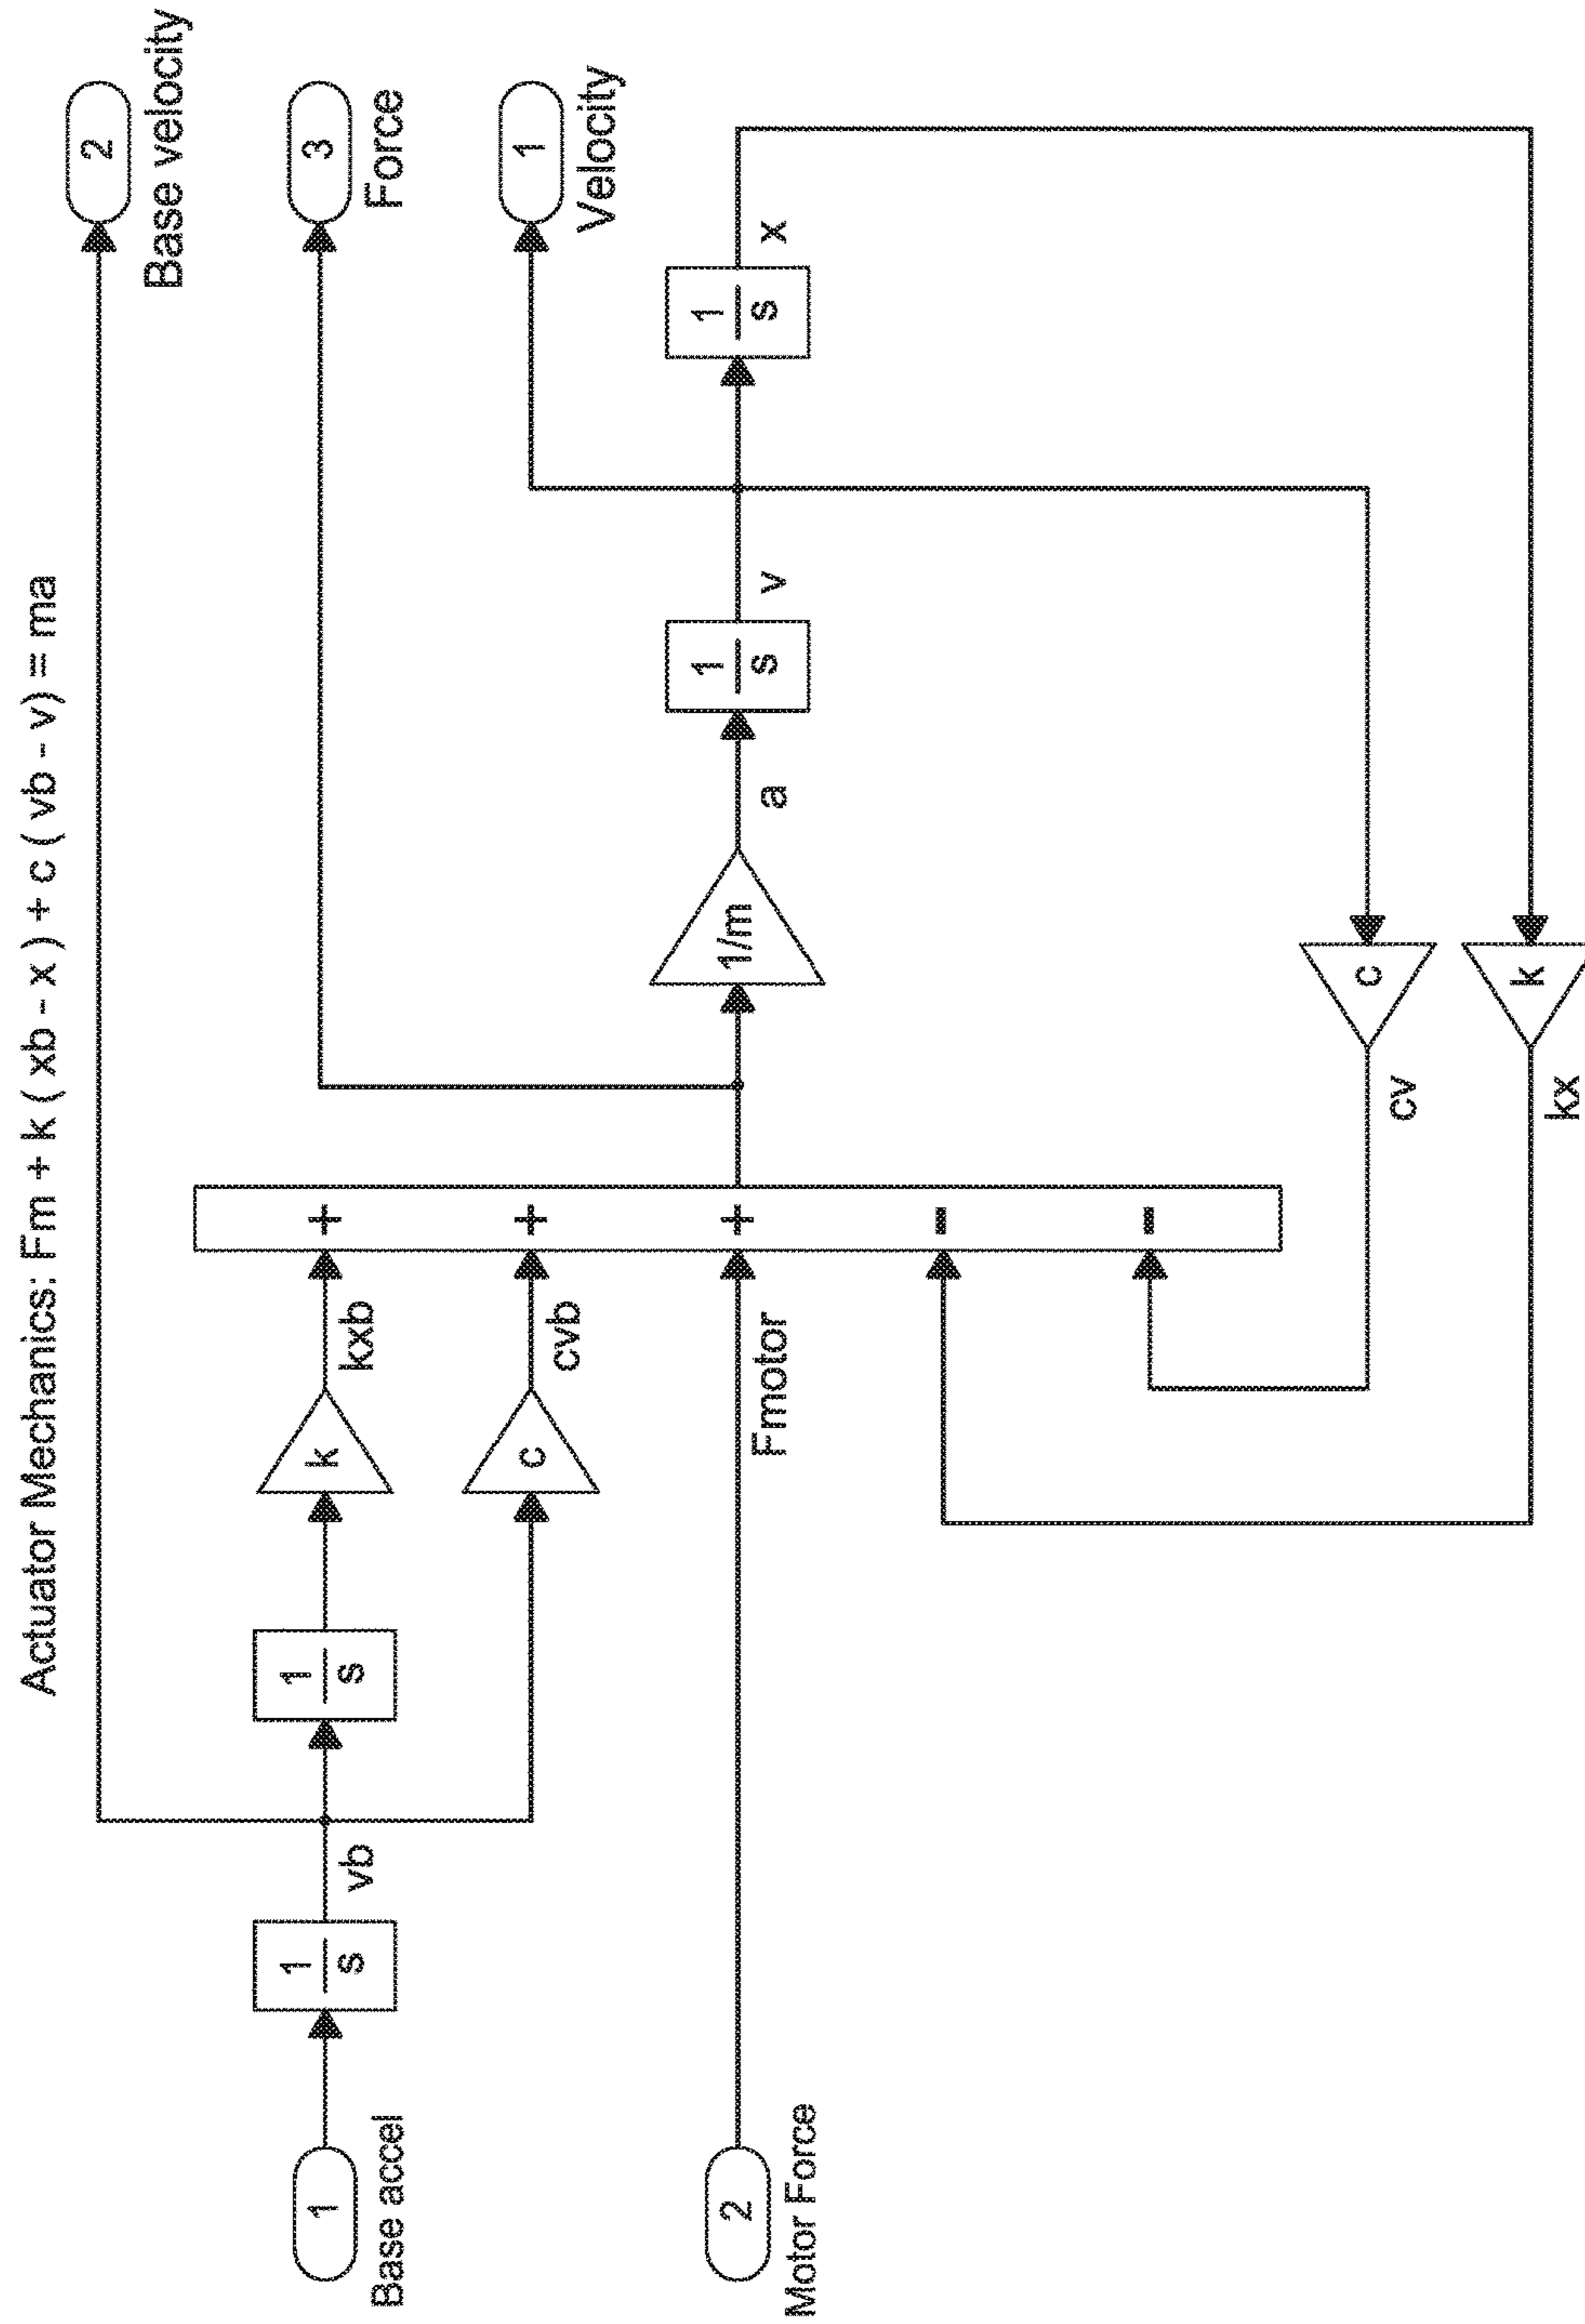 Actuator Mechanics: Fm + k ( xb - x ) + c ( vb - v) = ma
2
Base velocity
1
Base accel
1
s
vb
1
s
k
kxb
+
3
Force
c
cvb
+
1
Velocity
2
Motor Force
Fmotor
+
1/m
a
1
s
v
1
s
x
-
-
c
cv
k
kx